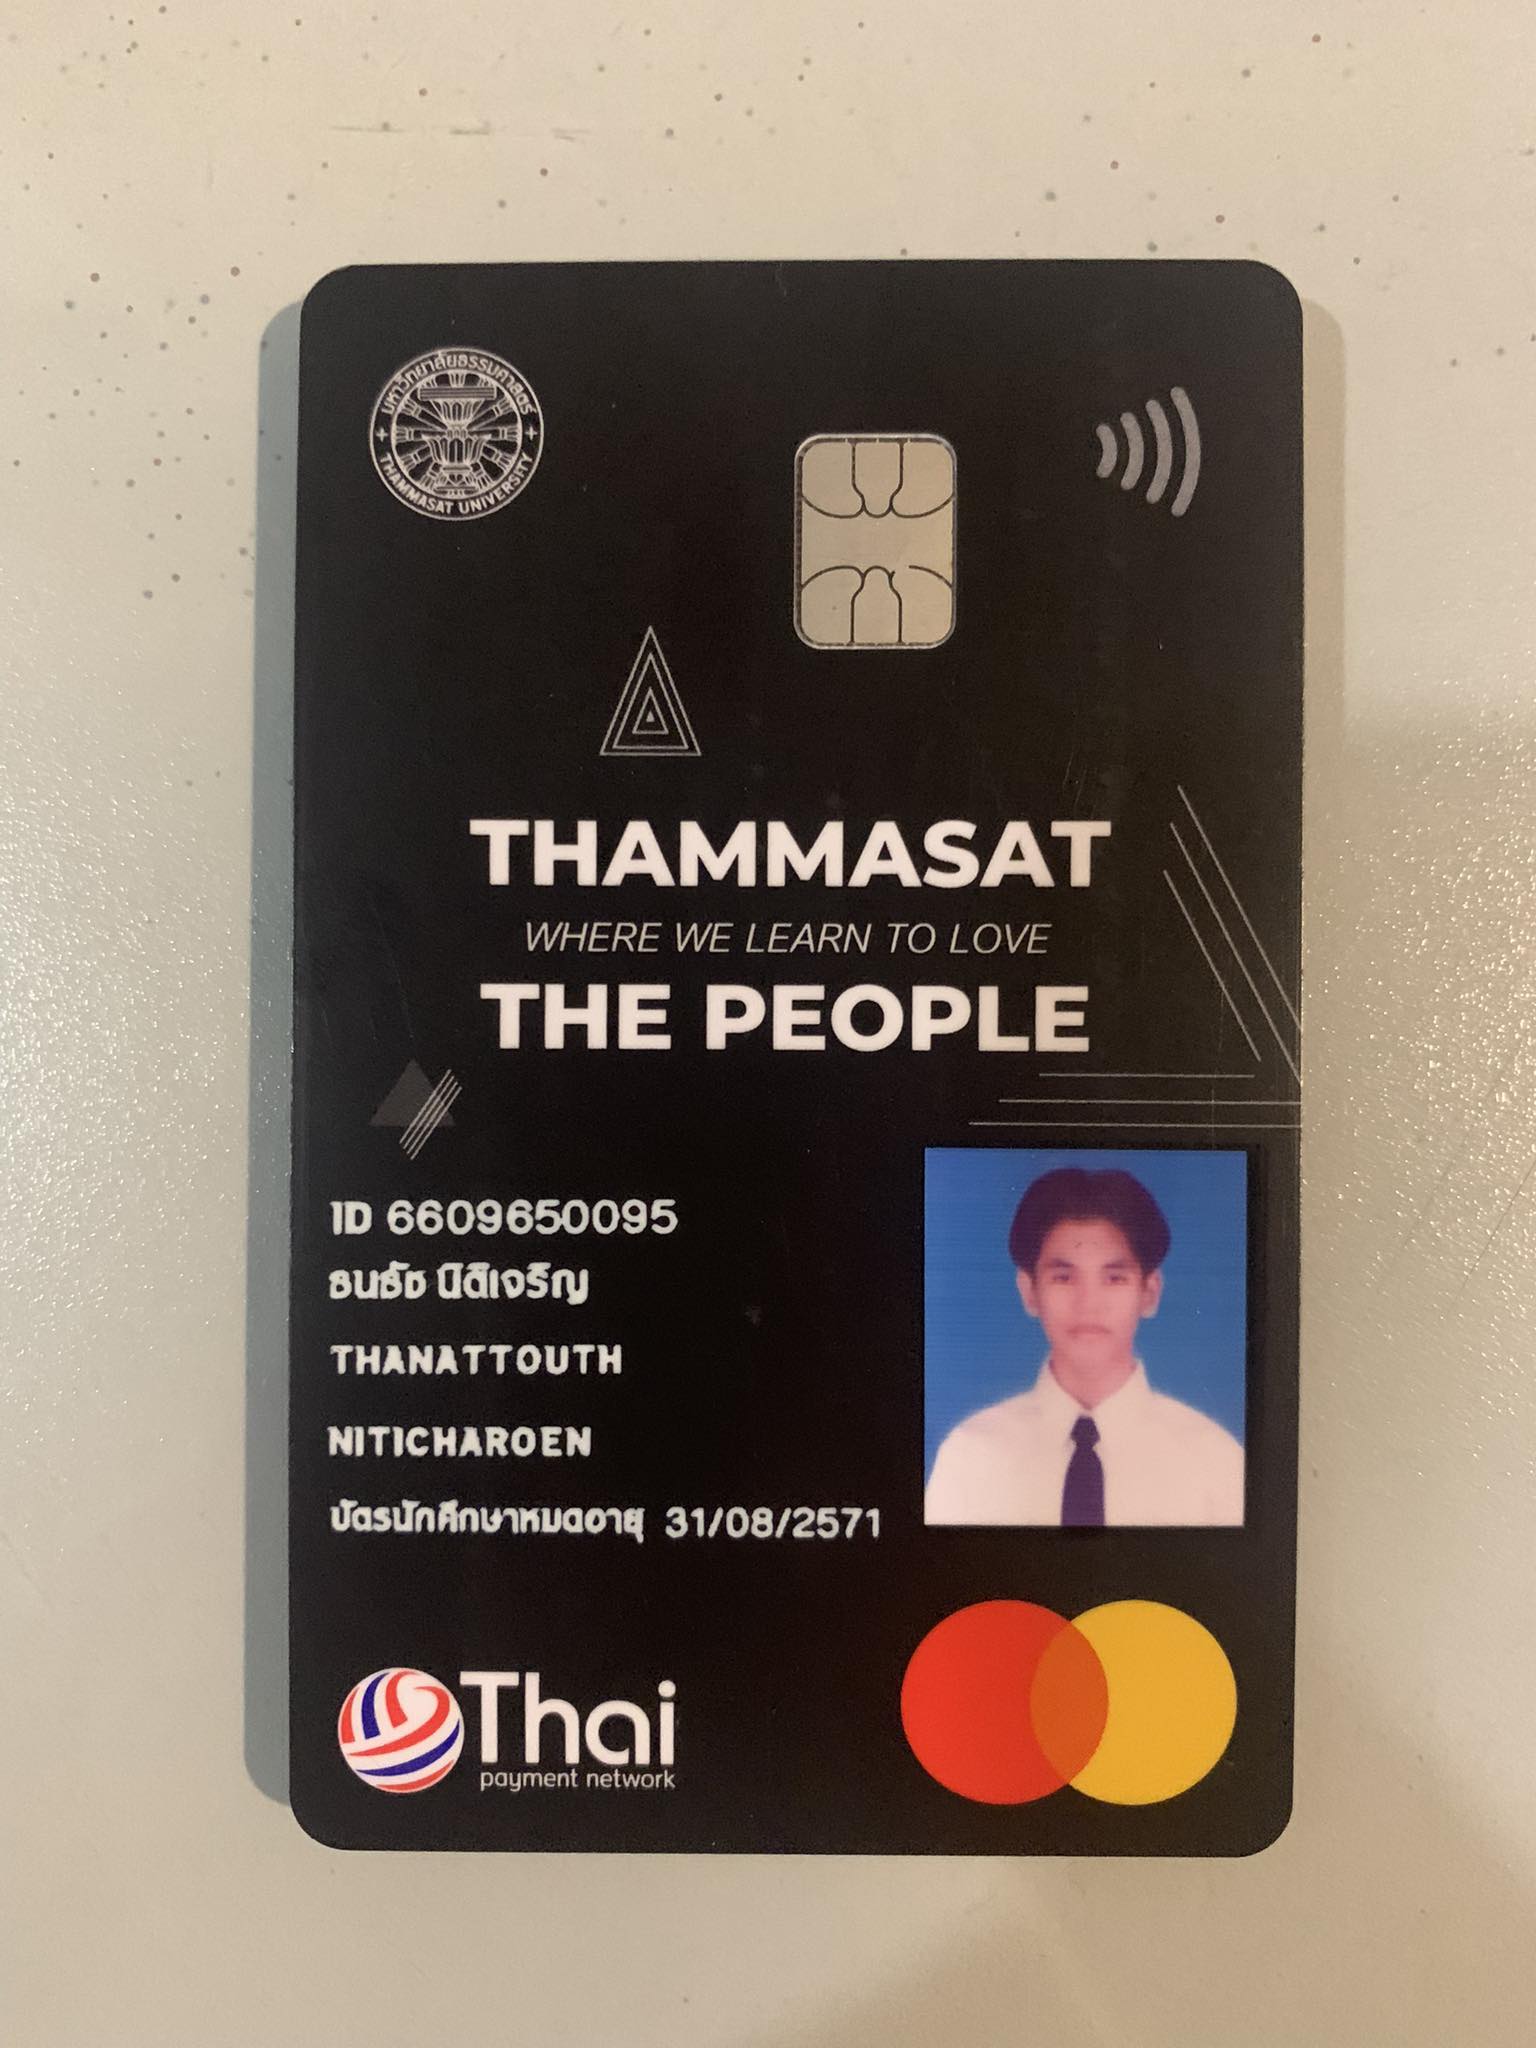 มหาวิทยาลัยธรรมศาสตร์
THAMMASAT UNIVERSITY
THAMMASAT
WHERE WE LEARN TO LOVE
THE PEOPLE
ID 6609650095
ธนธัช นิติเจริญ
THANATTOUTH
NITICHAROEN
บัตรนักศึกษาหมดอายุ 31/08/2571
Thai
payment network